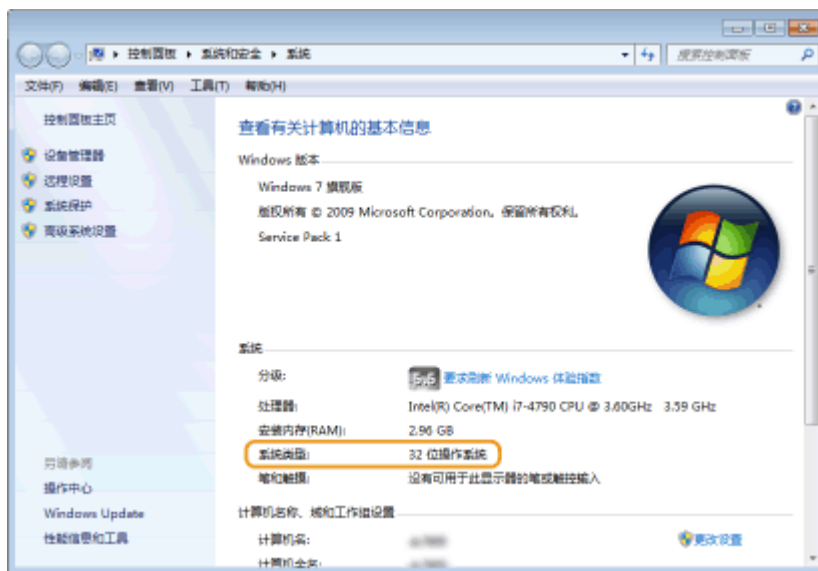 控制面板 系统和安全 系统
搜索控制面板
文件(F) 编辑(E) 查看(V) 工具(T) 帮助(H)
控制面板主页
设备管理器
远程设置
系统保护
高级系统设置
另请参阅
操作中心
Windows Update
性能信息和工具
查看有关计算机的基本信息
Windows 版本
Windows 7 旗舰版
版权所有 © 2009 Microsoft Corporation。保留所有权利。
Service Pack 1
系统
分级: 要求刷新 Windows 体验指数
处理器: Intel(R) Core(TM) i7-4790 CPU @ 3.60GHz 3.59 GHz
安装内存(RAM): 2.96 GB
系统类型: 32 位操作系统
笔和触摸: 没有可用于此显示器的笔或触控输入
计算机名称、域和工作组设置
计算机名: 更改设置
计算机全名: